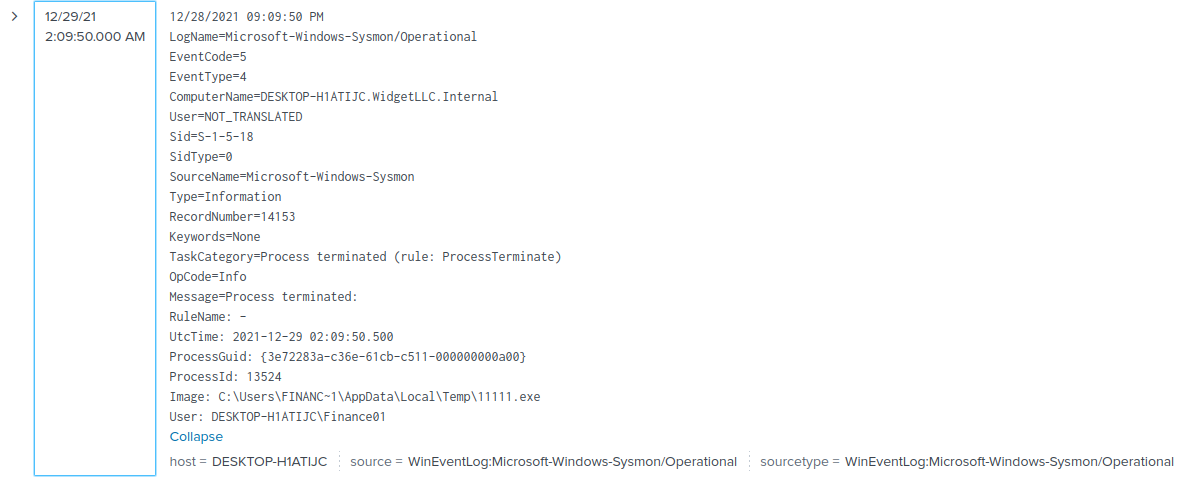 12/29/21
2:09:50.000 AM
12/28/2021 09:09:50 PM
LogName=Microsoft-Windows-Sysmon/Operational
EventCode=5
EventType=4
ComputerName=DESKTOP-H1ATIJC.WidgetLLC.Internal
User=NOT_TRANSLATED
Sid=S-1-5-18
SidType=0
SourceName=Microsoft-Windows-Sysmon
Type=Information
RecordNumber=14153
Keywords=None
TaskCategory=Process terminated (rule: ProcessTerminate)
OpCode=Info
Message=Process terminated:
RuleName: -
UtcTime: 2021-12-29 02:09:50.500
ProcessGuid: {3e72283a-c36e-61cb-c511-000000000a00}
ProcessId: 13524
Image: C:\Users\FINANC~1\AppData\Local\Temp\11111.exe
User: DESKTOP-H1ATIJC\Finance01
Collapse
host = DESKTOP-H1ATIJC source = WinEventLog:Microsoft-Windows-Sysmon/Operational sourcetype = WinEventLog:Microsoft-Windows-Sysmon/Operational